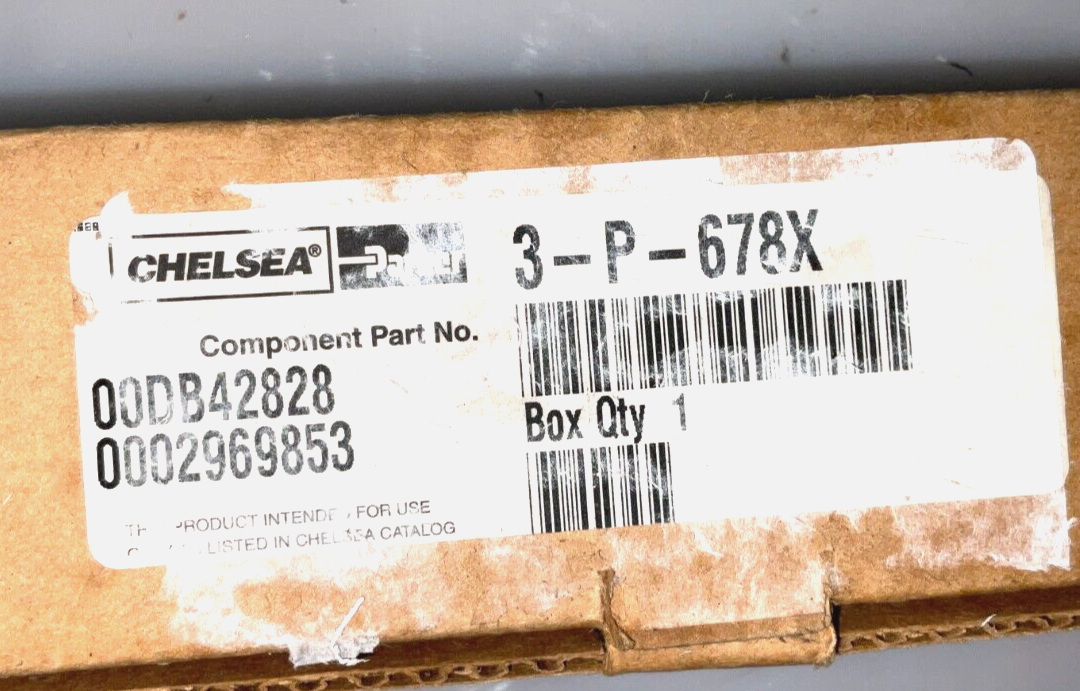 CHELSEA®
Parker
3-P-678X
Component Part No.
00DB42828
0002969853
Box Qty 1
PRODUCT INTENDE FOR USE
LISTED IN CHELSEA CATALOG